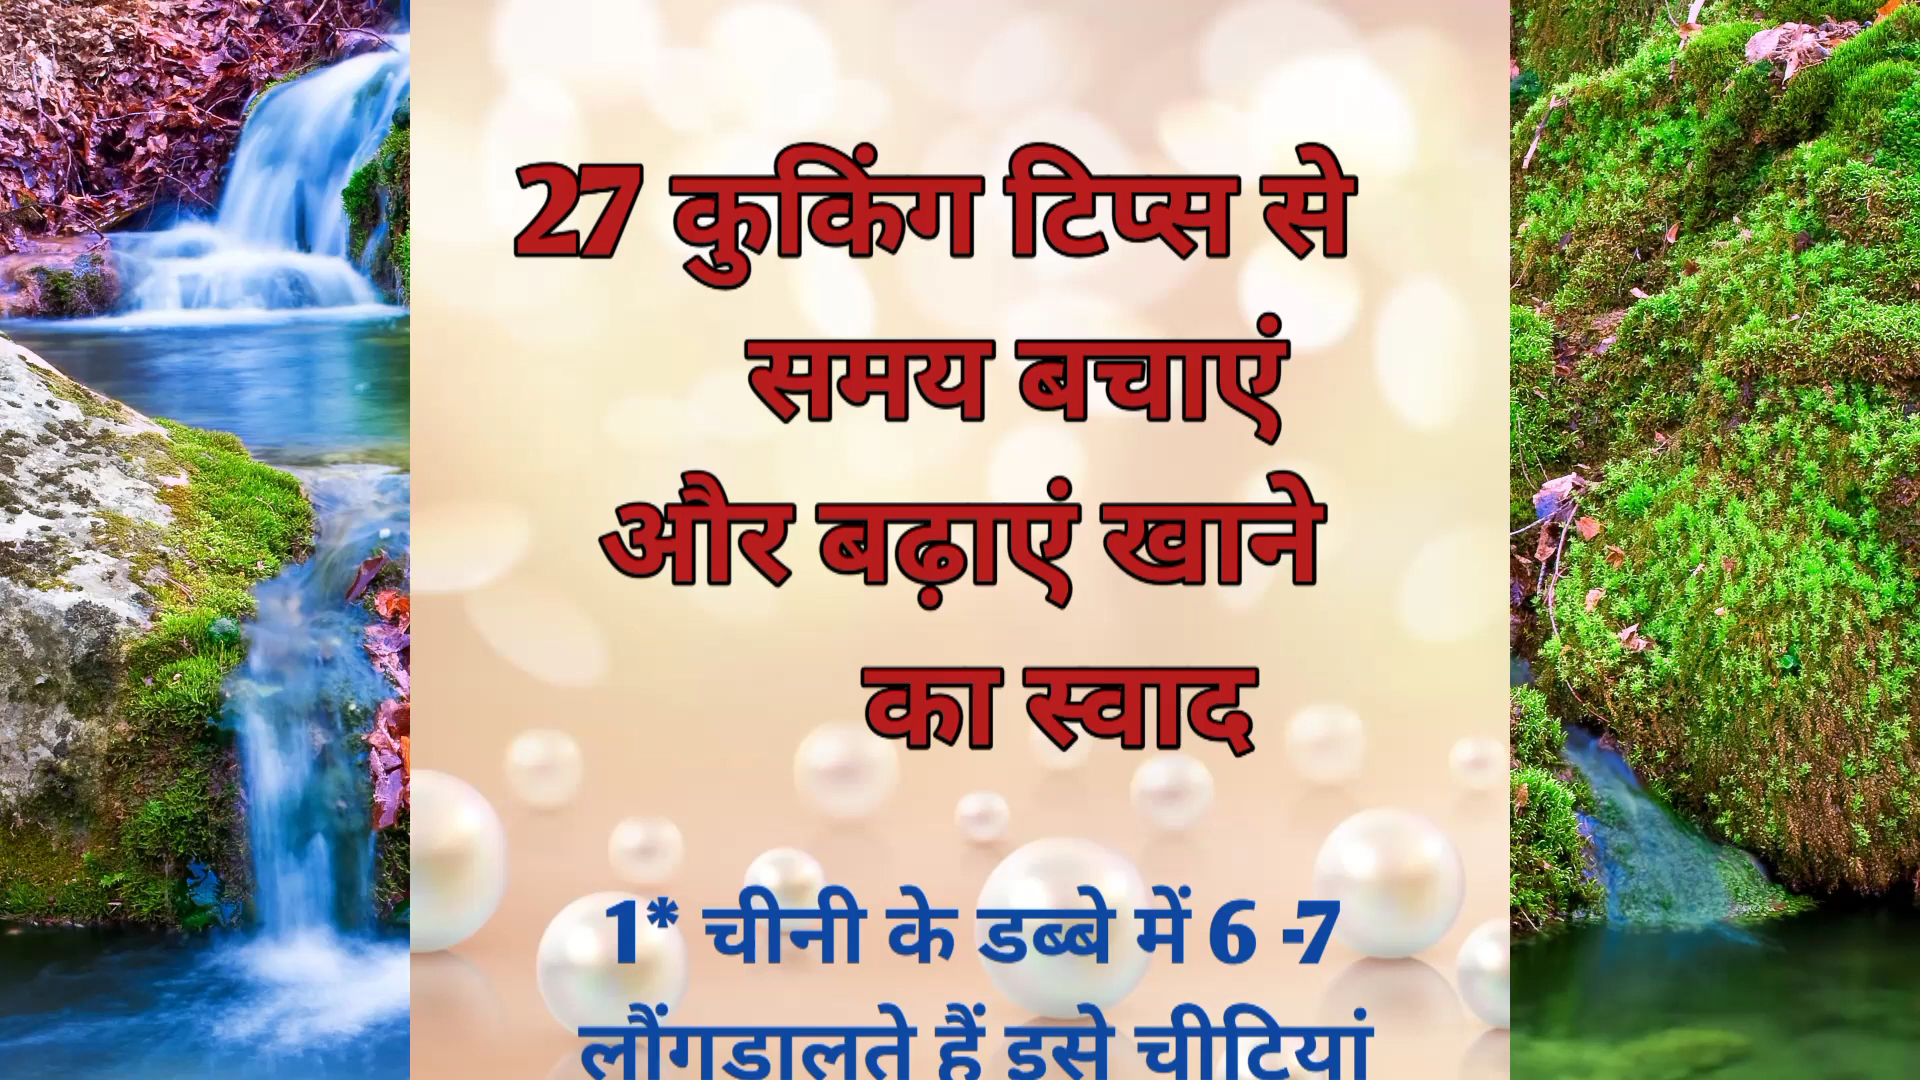 27 कुकिंग टिप्स से
समय बचाएं
और बढ़ाएं खाने
का स्वाद
1* चीनी के डब्बे में 6 -7
लौंगडालते हैं इसे चीटियां